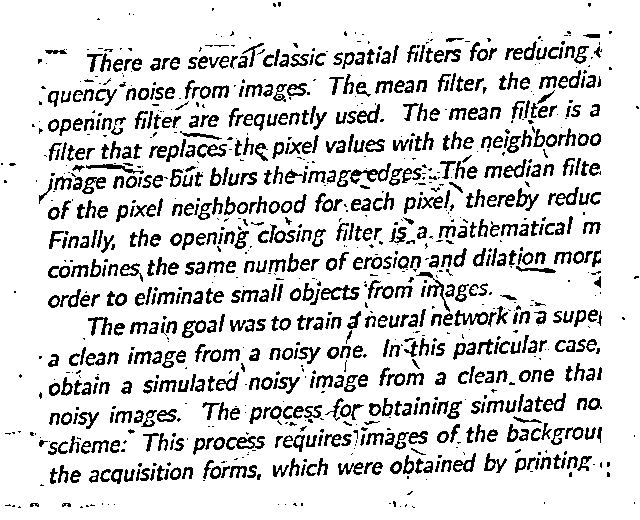 There are several classic spatial filters for reducing
quency noise from images. The mean filter, the media
opening filter are frequently used. The mean filter is a
filter that replaces the pixel values with the neighborhoo
image noise but blurs the image edges. The median filte
of the pixel neighborhood for each pixel, thereby reduc
Finally, the opening closing filter is a mathematical m
combines the same number of erosion and dilation morp
order to eliminate small objects from images.
The main goal was to train a neural network in a supe
a clean image from a noisy one. In this particular case,
obtain a simulated noisy image from a clean one tha
noisy images. The process for obtaining simulated no
scheme: This process requires images of the backgrou
the acquisition forms, which were obtained by printing